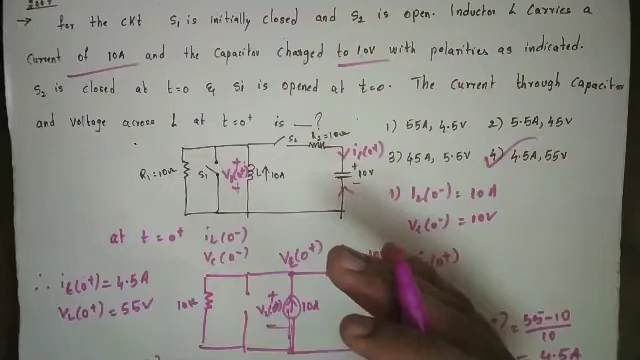 → for the ckt S₁ is initially closed and S₂ is open. Inductor L Carries a
Current of 10A and the Capacitor Charged to 10V with polarities as indicated.
S₂ is closed at t=0 & S₁ is opened at t=0. The Current through Capacitor
and voltage across L at t=0⁺ is ___?
1) 55A, 4.5V 2) 5.5A, 45V
3) 45A, 5.5V 4) 4.5A, 55V
S₂ R₂=10Ω
ic(0⁺)
R₁=10Ω S₁ VL(0⁺) L↑10A + 10V −
1) IL(0⁻) = 10A
Vc(0⁻) = 10V
at t=0⁺ iL(0⁻)
Vc(0⁻)
VL(0⁺)
∴ ic(0⁺) = 4.5A
VL(0⁺) = 55V
10Ω VL(0⁺) 10A
= 55-10
10
= 4.5A